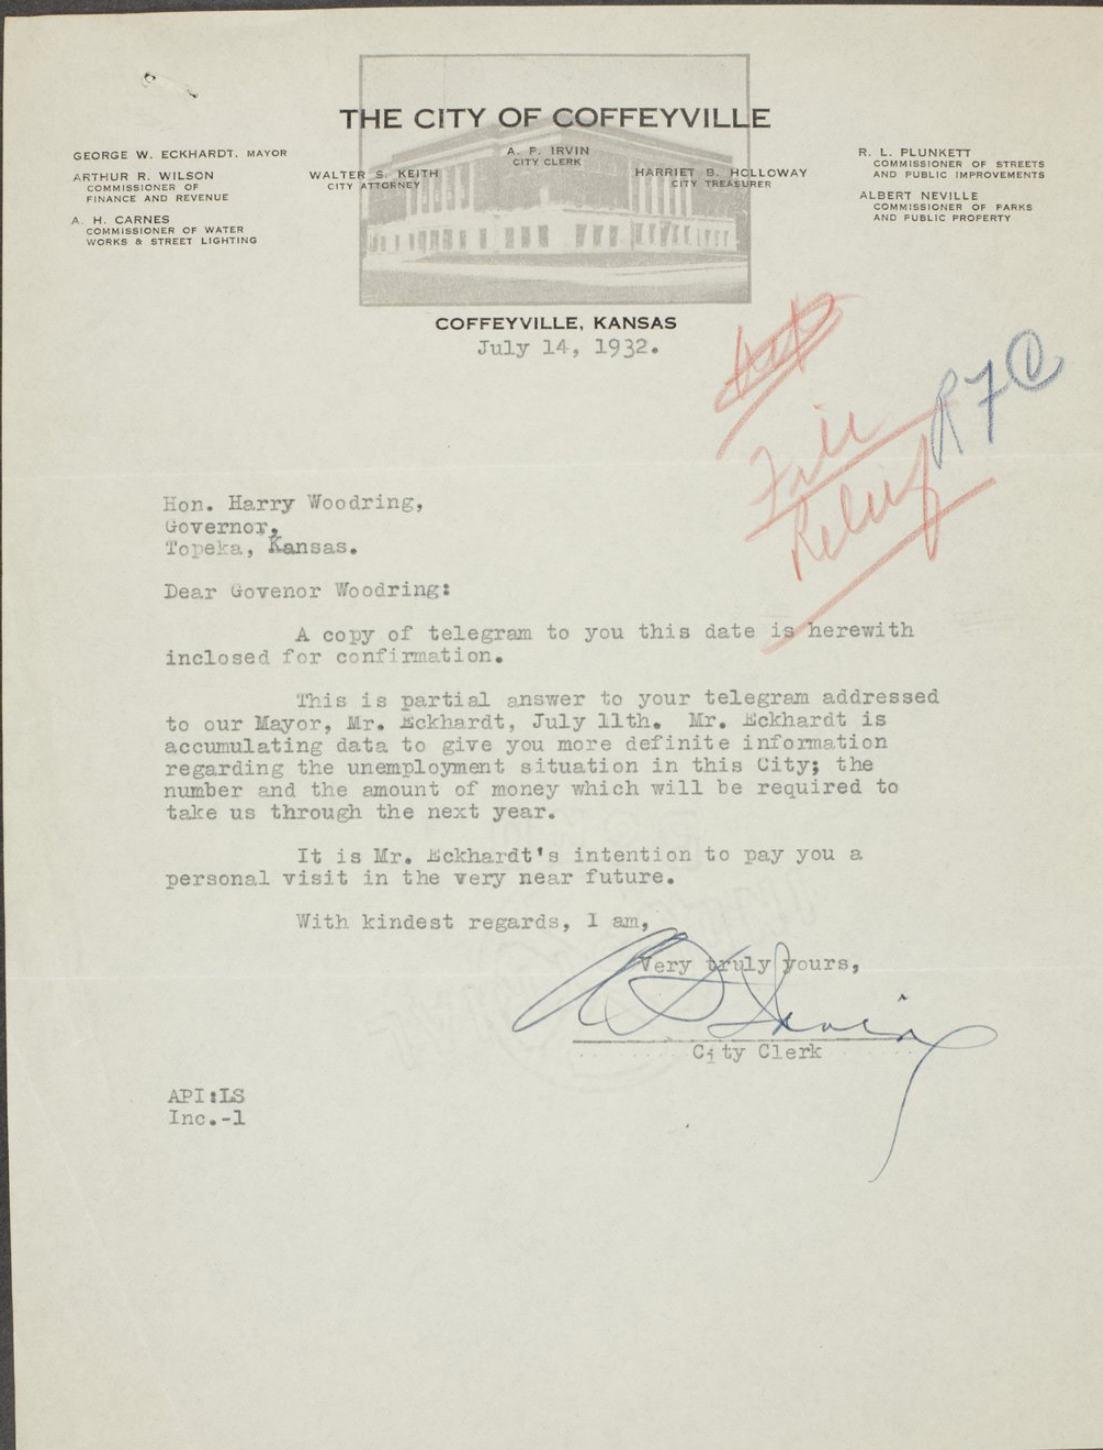 THE CITY OF COFFEYVILLE
GEORGE W. ECKHARDT, MAYOR
ARTHUR R. WILSON
COMMISSIONER OF
FINANCE AND REVENUE
A. H. CARNES
COMMISSIONER OF WATER
WORKS & STREET LIGHTING
WALTER S. KEITH
CITY ATTORNEY
A. P. IRVIN
CITY CLERK
HARRIET B. HOLLOWAY
CITY TREASURER
R. L. PLUNKETT
COMMISSIONER OF STREETS
AND PUBLIC IMPROVEMENTS
ALBERT NEVILLE
COMMISSIONER OF PARKS
AND PUBLIC PROPERTY
COFFEYVILLE, KANSAS
July 14, 1932.
File
Relief
RFC
Hon. Harry Woodring,
Governor,
Topeka, Kansas.
Dear Govenor Woodring:
A copy of telegram to you this date is herewith
inclosed for confirmation.
This is partial answer to your telegram addressed
to our Mayor, Mr. Eckhardt, July 11th. Mr. Eckhardt is
accumulating data to give you more definite information
regarding the unemployment situation in this City; the
number and the amount of money which will be required to
take us through the next year.
It is Mr. Eckhardt's intention to pay you a
personal visit in the very near future.
With kindest regards, I am,
Very truly yours,
A P Irvin
City Clerk
API:LS
Inc.-1